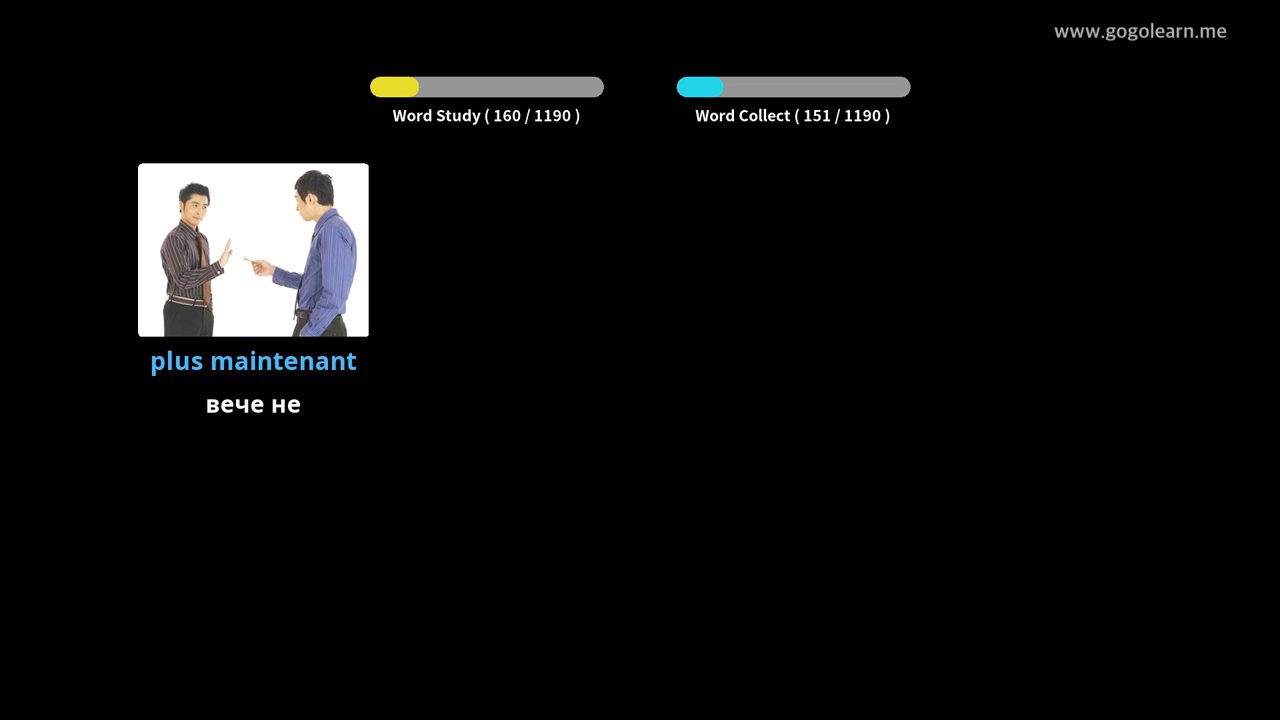 www.gogolearn.me
Word Study ( 160 / 1190 )
Word Collect ( 151 / 1190 )
plus maintenant
вече не